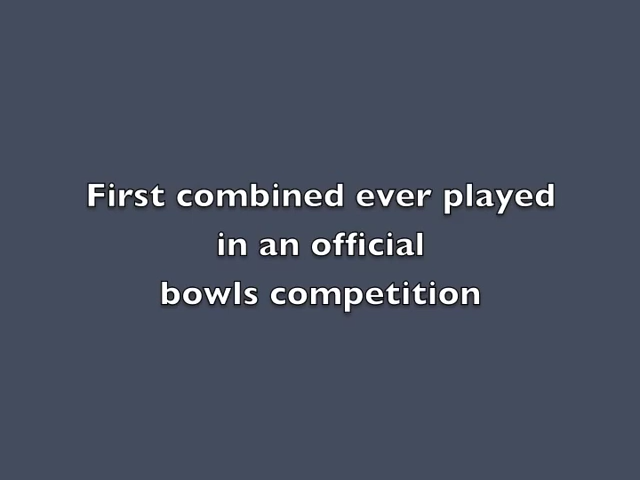 First combined ever played
in an official
bowls competition